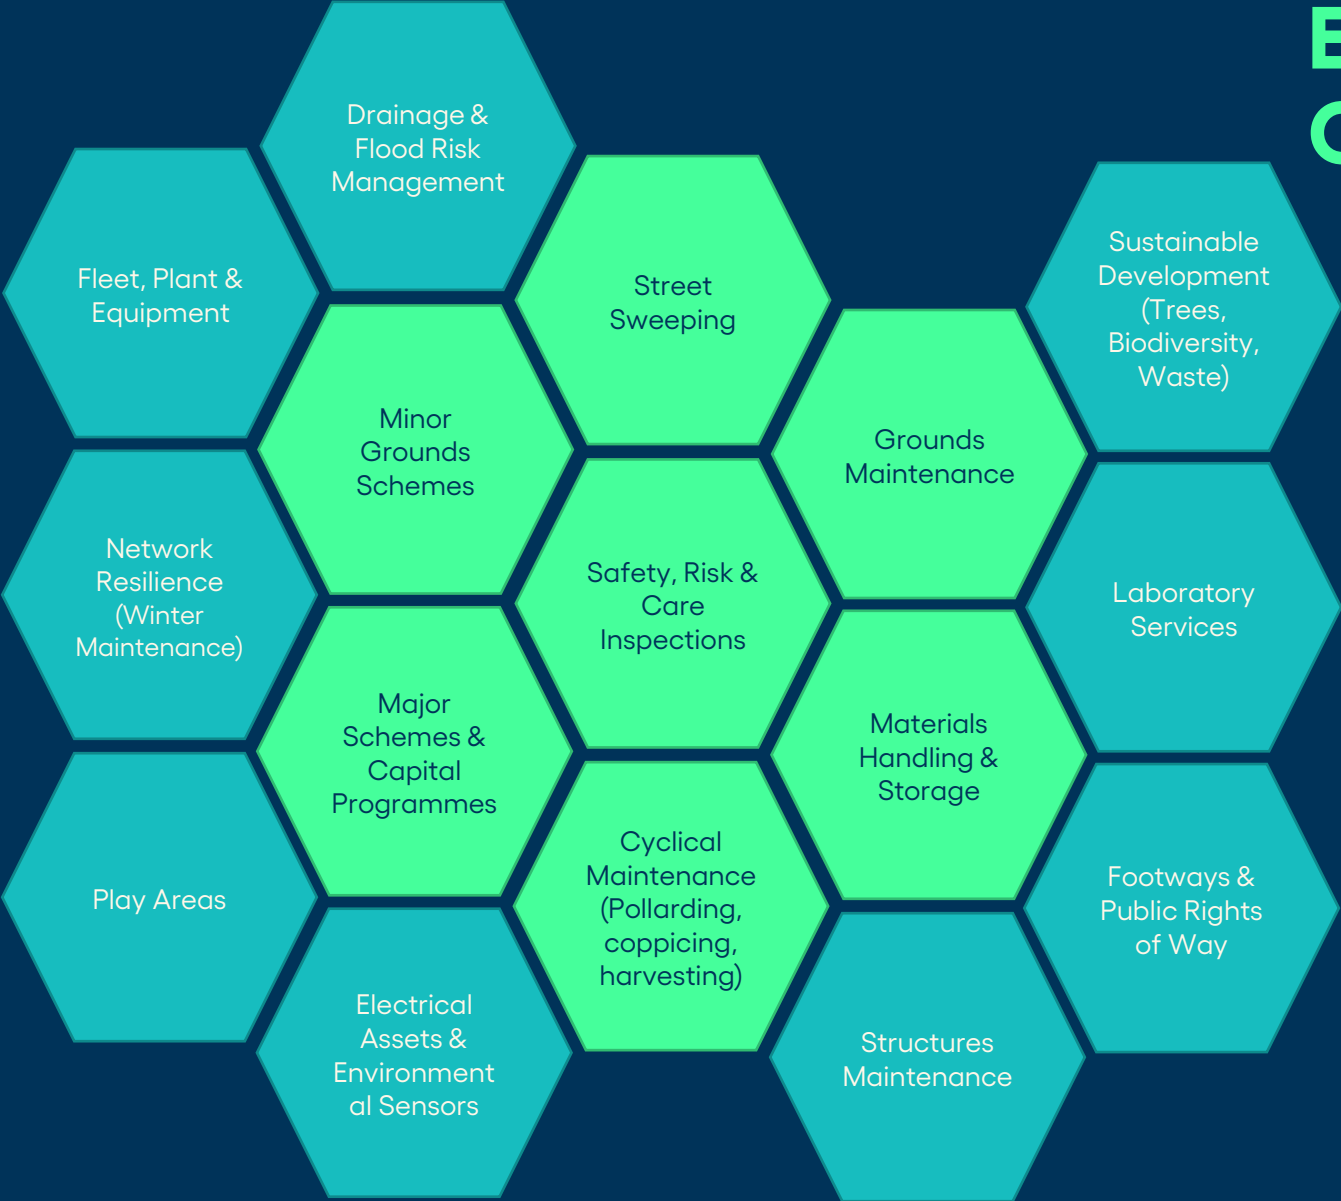 E
Drainage &
Flood Risk
Management
Fleet, Plant &
Equipment
Street
Sweeping
Sustainable
Development
(Trees,
Biodiversity,
Waste)
Minor
Grounds
Schemes
Grounds
Maintenance
Network
Resilience
(Winter
Maintenance)
Safety, Risk &
Care
Inspections
Laboratory
Services
Major
Schemes &
Capital
Programmes
Materials
Handling &
Storage
Play Areas
Cyclical
Maintenance
(Pollarding,
coppicing,
harvesting)
Footways &
Public Rights
of Way
Electrical
Assets &
Environment
al Sensors
Structures
Maintenance